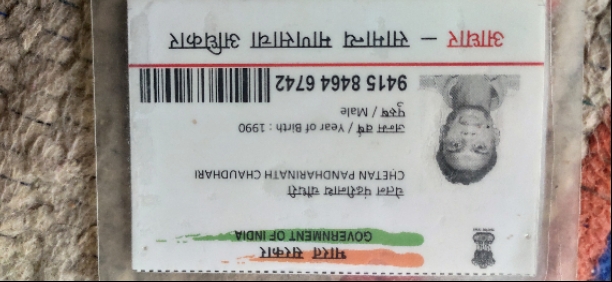 भारत सरकार
GOVERNMENT OF INDIA
चेतन पंढरीनाथ चौधरी
CHETAN PANDHARINATH CHAUDHARI
जन्म वर्ष / Year of Birth : 1990
पुरुष / Male
9415 8464 6742
आधार – सामान्य माणसाचा अधिकार